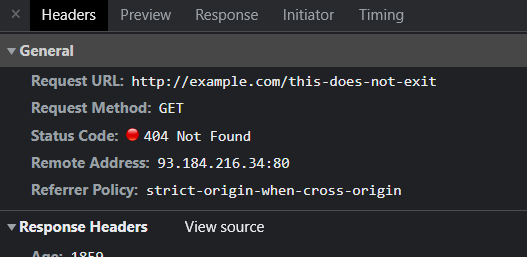 × Headers Preview Response Initiator Timing
▼ General
Request URL: http://example.com/this-does-not-exit
Request Method: GET
Status Code: 404 Not Found
Remote Address: 93.184.216.34:80
Referrer Policy: strict-origin-when-cross-origin
▼ Response Headers View source
Age: 1859